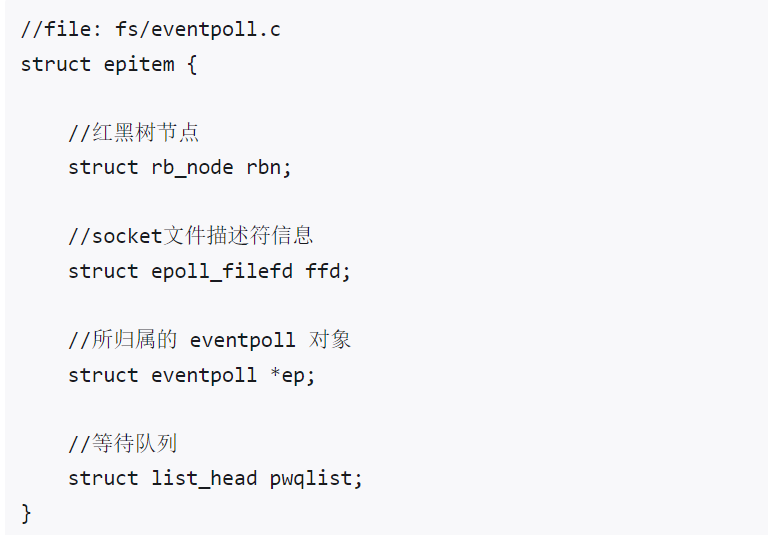 //file: fs/eventpoll.c
struct epitem {
    //红黑树节点
    struct rb_node rbn;
    //socket文件描述符信息
    struct epoll_filefd ffd;
    //所归属的 eventpoll 对象
    struct eventpoll *ep;
    //等待队列
    struct list_head pwqlist;
}